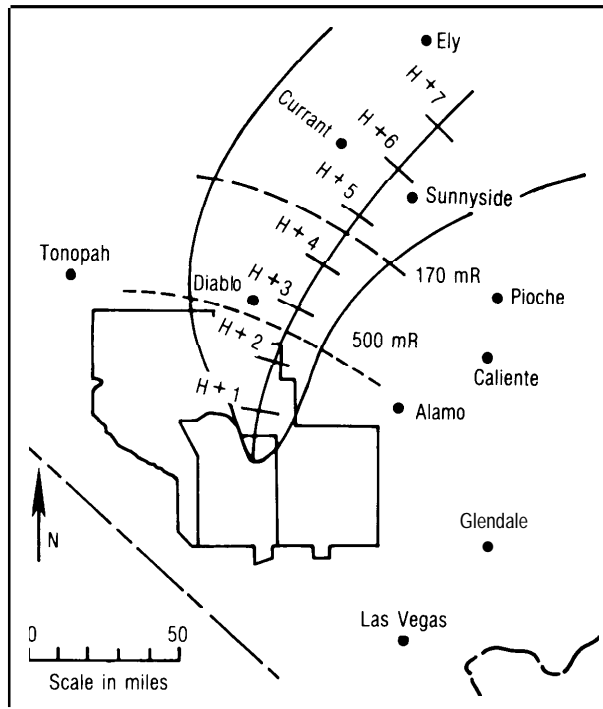 Ely
H + 7
Currant
H + 6
H + 5
Sunnyside
H + 4
Tonopah
170 mR
Diablo
H + 3
Pioche
H + 2
500 mR
Caliente
H + 1
Alamo
N
Glendale
Las Vegas
0 50
Scale in miles